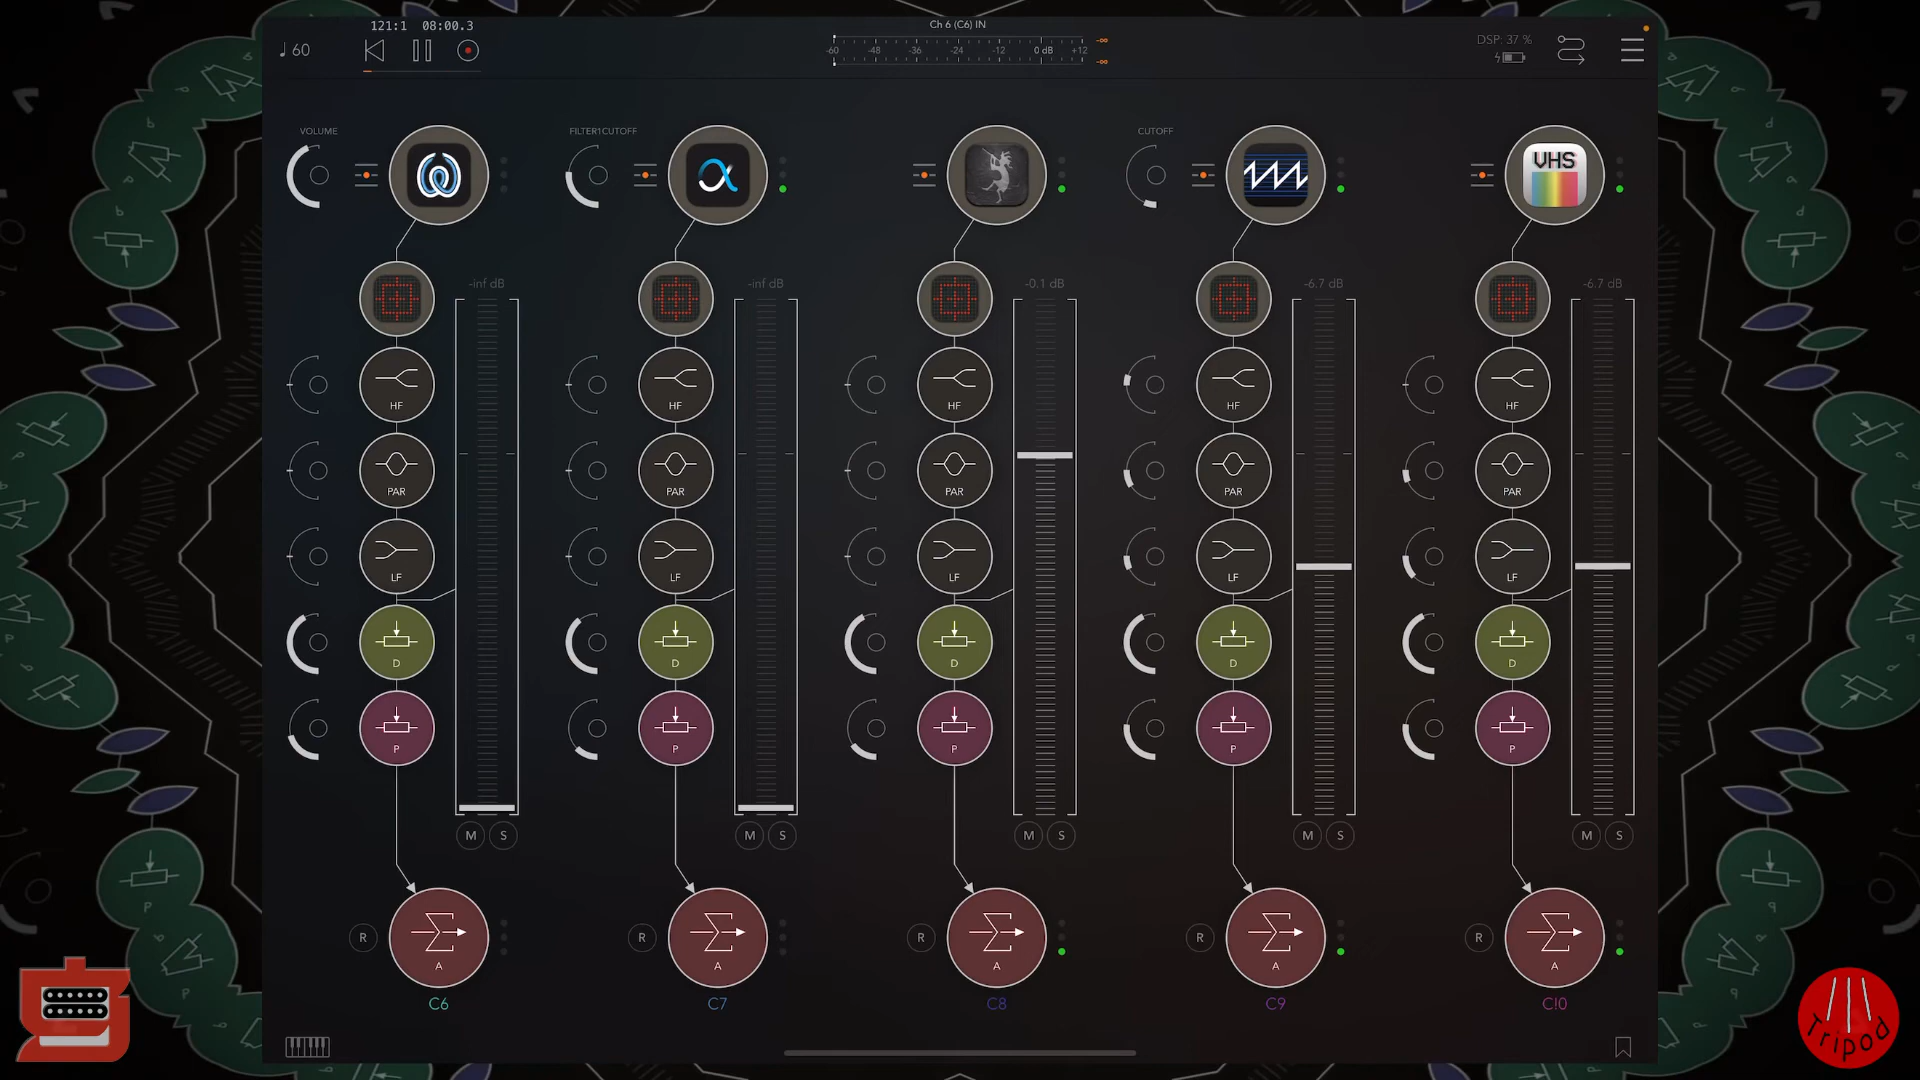 121:1 08:00.3
Ch 6 (C6) IN
♩ 60
-60 -48 -36 -24 -12 0 dB +12
-∞
-∞
DSP: 37 %
VOLUME
FILTER1CUTOFF
CUTOFF
VHS
-inf dB -inf dB -0.1 dB -6.7 dB -6.7 dB
HF HF HF HF HF
PAR PAR PAR PAR PAR
LF LF LF LF LF
D D D D D
P P P P P
M S M S M S M S M S
R R R R R
A A A A A
C6 C7 C8 C9 C!0
Tripod